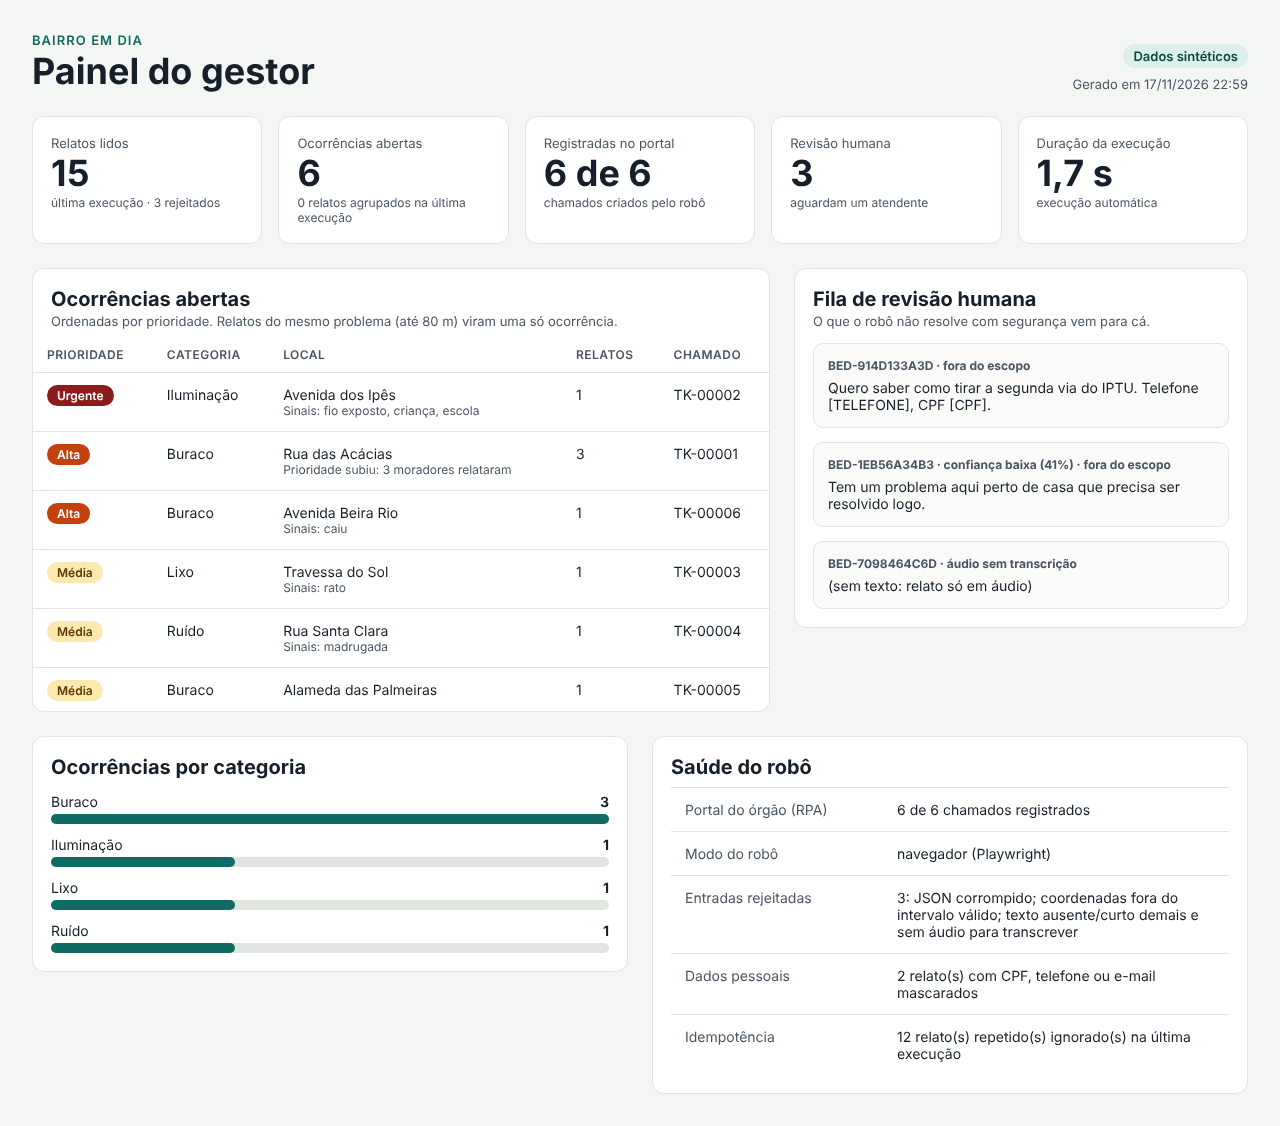 BAIRRO EM DIA
Painel do gestor
Dados sintéticos
Gerado em 17/11/2026 22:59
Relatos lidos
15
última execução · 3 rejeitados
Ocorrências abertas
6
0 relatos agrupados na última
execução
Registradas no portal
6 de 6
chamados criados pelo robô
Revisão humana
3
aguardam um atendente
Duração da execução
1,7 s
execução automática
Ocorrências abertas
Ordenadas por prioridade. Relatos do mesmo problema (até 80 m) viram uma só ocorrência.
PRIORIDADE CATEGORIA LOCAL RELATOS CHAMADO
Urgente Iluminação Avenida dos Ipês 1 TK-00002
Sinais: fio exposto, criança, escola
Alta Buraco Rua das Acácias 3 TK-00001
Prioridade subiu: 3 moradores relataram
Alta Buraco Avenida Beira Rio 1 TK-00006
Sinais: caiu
Média Lixo Travessa do Sol 1 TK-00003
Sinais: rato
Média Ruído Rua Santa Clara 1 TK-00004
Sinais: madrugada
Média Buraco Alameda das Palmeiras 1 TK-00005
Fila de revisão humana
O que o robô não resolve com segurança vem para cá.
BED-914D133A3D · fora do escopo
Quero saber como tirar a segunda via do IPTU. Telefone
[TELEFONE], CPF [CPF].
BED-1EB56A34B3 · confiança baixa (41%) · fora do escopo
Tem um problema aqui perto de casa que precisa ser
resolvido logo.
BED-7098464C6D · áudio sem transcrição
(sem texto: relato só em áudio)
Ocorrências por categoria
Buraco 3
Iluminação 1
Lixo 1
Ruído 1
Saúde do robô
Portal do órgão (RPA) 6 de 6 chamados registrados
Modo do robô navegador (Playwright)
Entradas rejeitadas 3: JSON corrompido; coordenadas fora do
intervalo válido; texto ausente/curto demais e
sem áudio para transcrever
Dados pessoais 2 relato(s) com CPF, telefone ou e-mail
mascarados
Idempotência 12 relato(s) repetido(s) ignorado(s) na última
execução